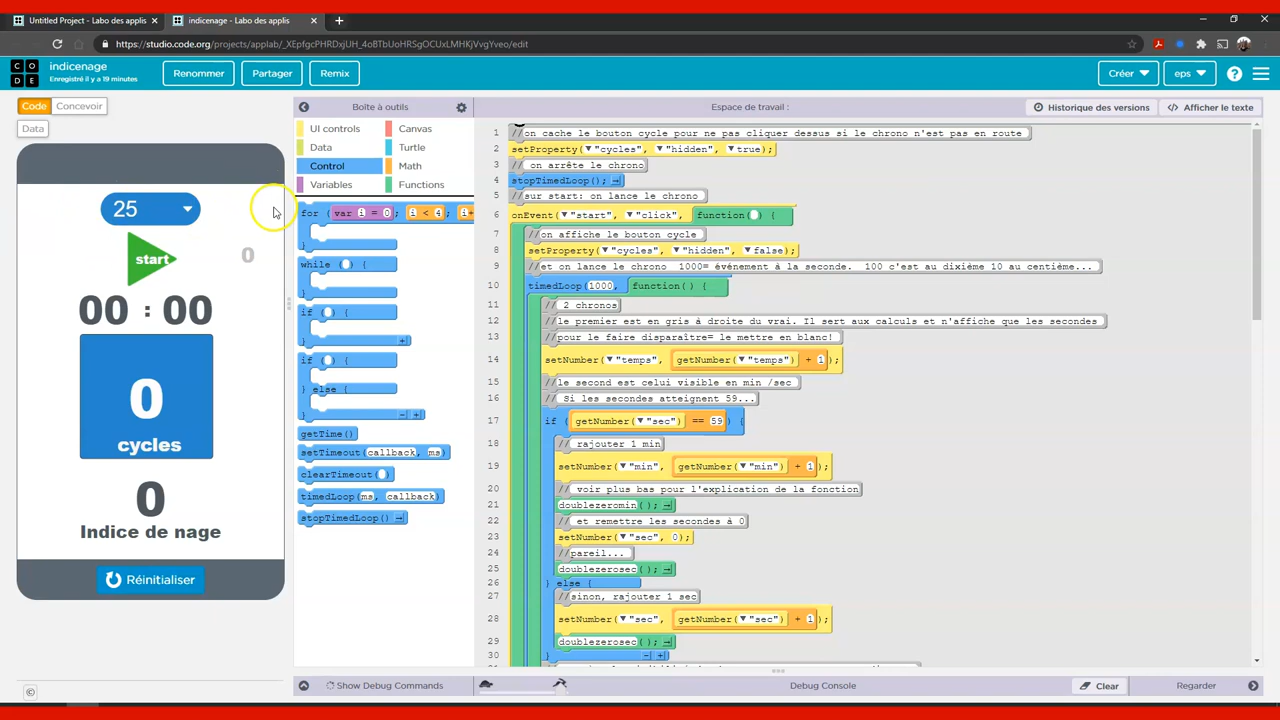 Untitled Project - Labo des applis
indicenage - Labo des applis
https://studio.code.org/projects/applab/_XEpfgcPHRDxjUH_4oBTbUoHRSgOCUxLMHKjVvgYveo/edit
CODE
indicenage
Enregistré il y a 19 minutes
Renommer
Partager
Remix
Créer
eps
Code
Concevoir
Data
Boîte à outils
Espace de travail :
Historique des versions
Afficher le texte
UI controls
Canvas
Data
Turtle
Control
Math
Variables
Functions
25
start
0
00 : 00
0
cycles
0
Indice de nage
Réinitialiser
for (var i = 0; i < 4; i+
}
while () {
}
if () {
}
if () {
} else {
}
getTime()
setTimeout(callback, ms)
clearTimeout()
timedLoop(ms, callback)
stopTimedLoop()
1 //on cache le bouton cycle pour ne pas cliquer dessus si le chrono n'est pas en route
2 setProperty("cycles", "hidden", true);
3 // on arrête le chrono
4 stopTimedLoop();
5 //sur start: on lance le chrono
6 onEvent("start", "click", function() {
7 //on affiche le bouton cycle
8 setProperty("cycles", "hidden", false);
9 //et on lance le chrono 1000= événement à la seconde. 100 c'est au dixième 10 au centième...
10 timedLoop(1000, function() {
11 // 2 chronos
12 //le premier est en gris à droite du vrai. Il sert aux calculs et n'affiche que les secondes
13 //pour le faire disparaître= le mettre en blanc!
14 setNumber("temps", getNumber("temps") + 1);
15 //le second est celui visible en min /sec
16 // Si les secondes atteignent 59...
17 if (getNumber("sec") == 59) {
18 // rajouter 1 min
19 setNumber("min", getNumber("min") + 1);
20 // voir plus bas pour l'explication de la fonction
21 doublezeromin();
22 // et remettre les secondes à 0
23 setNumber("sec", 0);
24 //pareil...
25 doublezerosec();
26 } else {
27 //sinon, rajouter 1 sec
28 setNumber("sec", getNumber("sec") + 1);
29 doublezerosec();
30 }
Show Debug Commands
Debug Console
Clear
Regarder